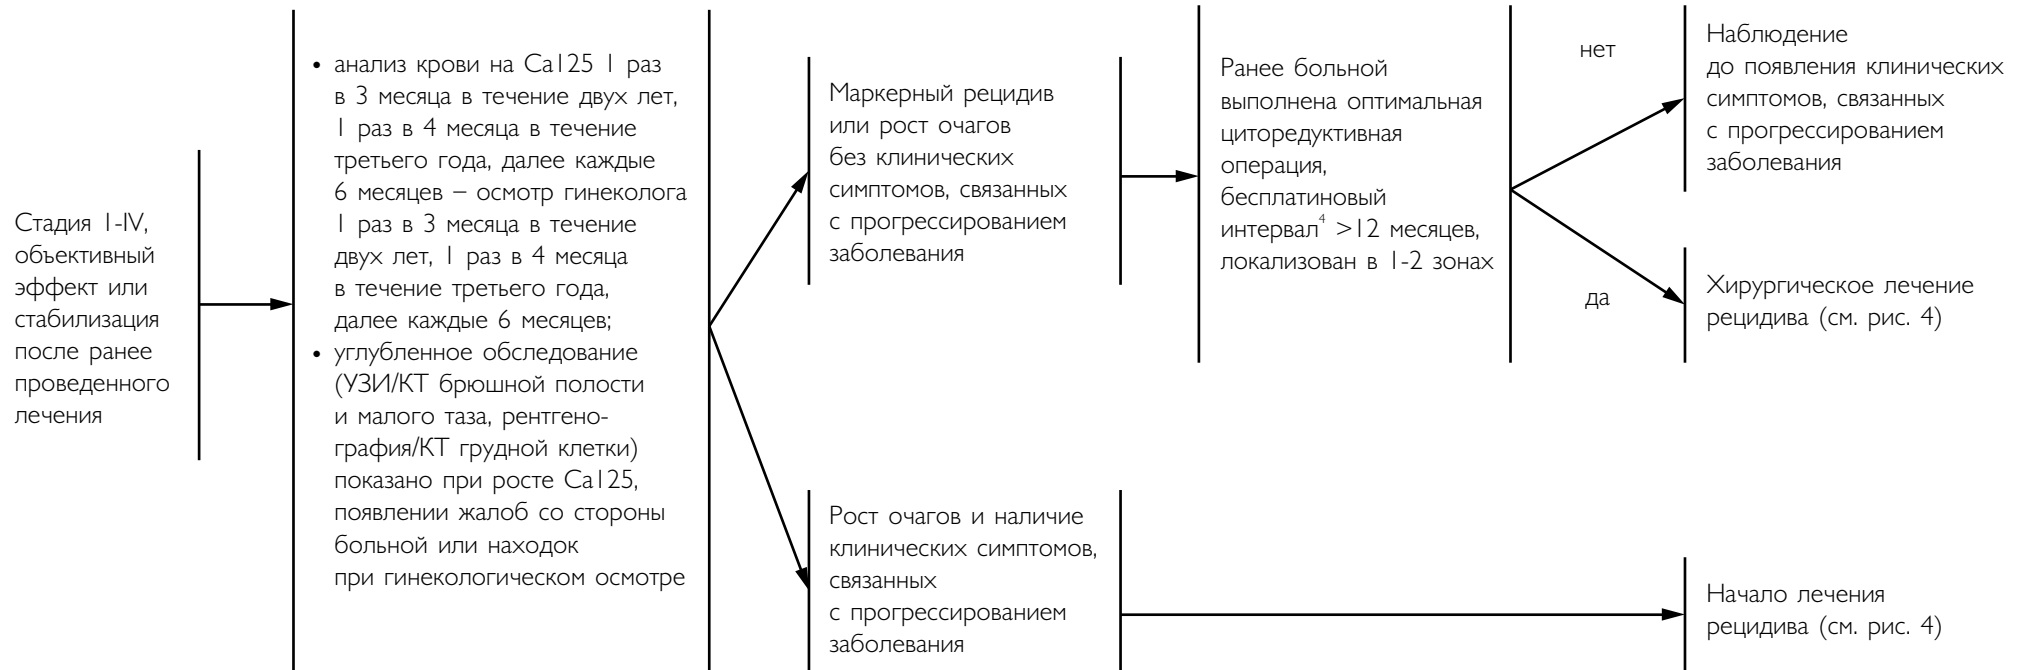 Стадия I-IV,
объективный
эффект или
стабилизация
после ранее
проведенного
лечения
• анализ крови на Ca125 1 раз
в 3 месяца в течение двух лет,
1 раз в 4 месяца в течение
третьего года, далее каждые
6 месяцев – осмотр гинеколога
1 раз в 3 месяца в течение
двух лет, 1 раз в 4 месяца
в течение третьего года,
далее каждые 6 месяцев;
• углубленное обследование
(УЗИ/КТ брюшной полости
и малого таза, рентгено-
графия/КТ грудной клетки)
показано при росте Ca125,
появлении жалоб со стороны
больной или находок
при гинекологическом осмотре
Маркерный рецидив
или рост очагов
без клинических
симптомов, связанных
с прогрессированием
заболевания
Ранее больной
выполнена оптимальная
циторедуктивная
операция,
бесплатиновый
интервал⁴ >12 месяцев,
локализован в 1-2 зонах
нет
Наблюдение
до появления клинических
симптомов, связанных
с прогрессированием
заболевания
да
Хирургическое лечение
рецидива (см. рис. 4)
Рост очагов и наличие
клинических симптомов,
связанных
с прогрессированием
заболевания
Начало лечения
рецидива (см. рис. 4)